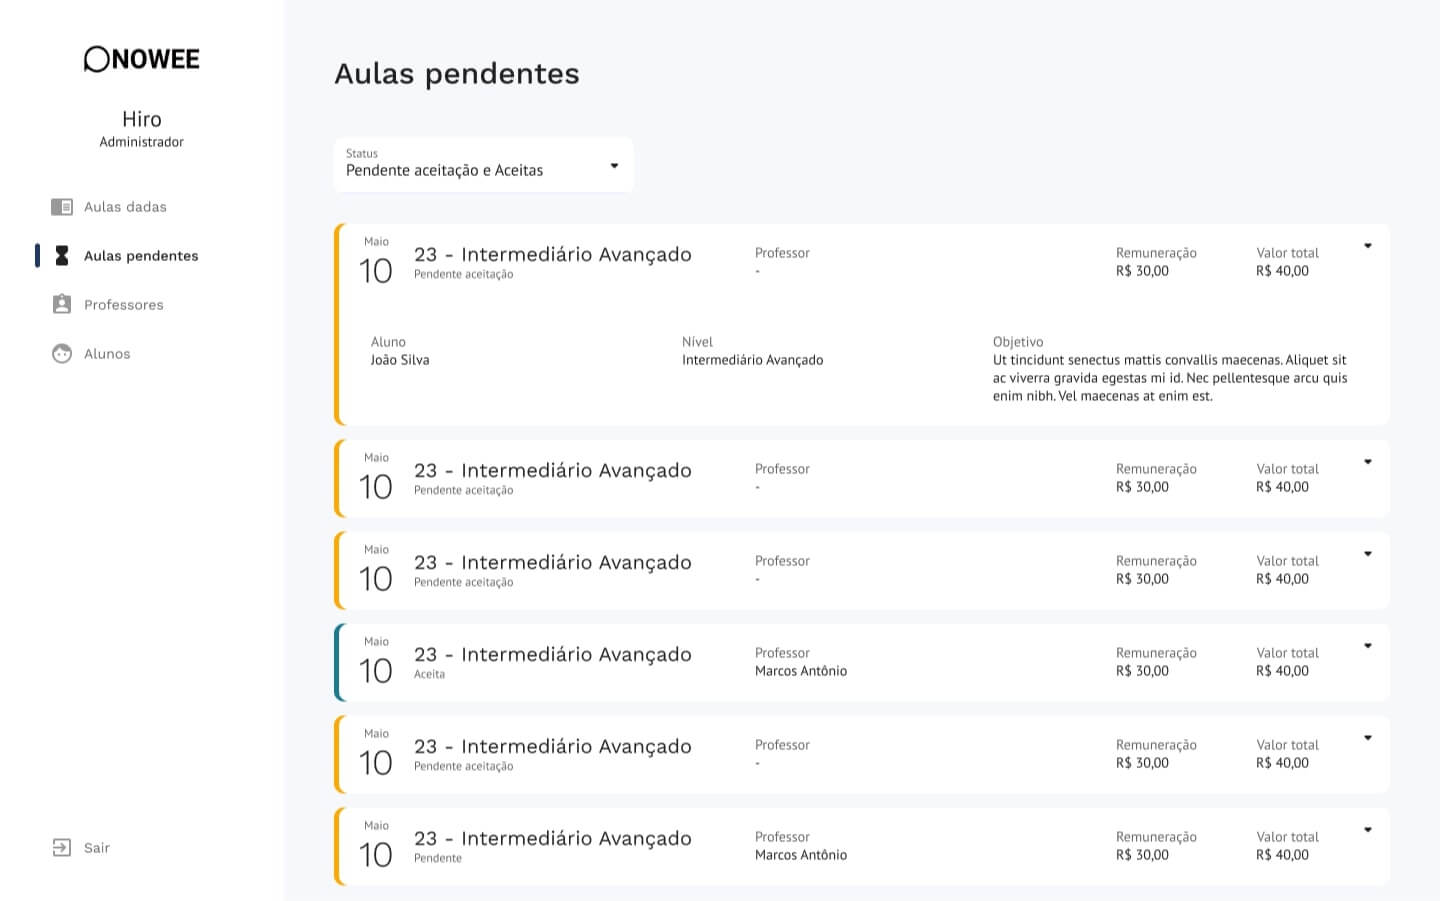 NOWEE
Hiro
Administrador
Aulas dadas
Aulas pendentes
Professores
Alunos
Sair
Aulas pendentes
Status
Pendente aceitação e Aceitas
Maio
10
23 - Intermediário Avançado
Pendente aceitação
Professor
-
Remuneração
R$ 30,00
Valor total
R$ 40,00
Aluno
João Silva
Nível
Intermediário Avançado
Objetivo
Ut tincidunt senectus mattis convallis maecenas. Aliquet sit
ac viverra gravida egestas mi id. Nec pellentesque arcu quis
enim nibh. Vel maecenas at enim est.
Maio
10
23 - Intermediário Avançado
Pendente aceitação
Professor
-
Remuneração
R$ 30,00
Valor total
R$ 40,00
Maio
10
23 - Intermediário Avançado
Pendente aceitação
Professor
-
Remuneração
R$ 30,00
Valor total
R$ 40,00
Maio
10
23 - Intermediário Avançado
Aceita
Professor
Marcos Antônio
Remuneração
R$ 30,00
Valor total
R$ 40,00
Maio
10
23 - Intermediário Avançado
Pendente aceitação
Professor
-
Remuneração
R$ 30,00
Valor total
R$ 40,00
Maio
10
23 - Intermediário Avançado
Pendente
Professor
Marcos Antônio
Remuneração
R$ 30,00
Valor total
R$ 40,00